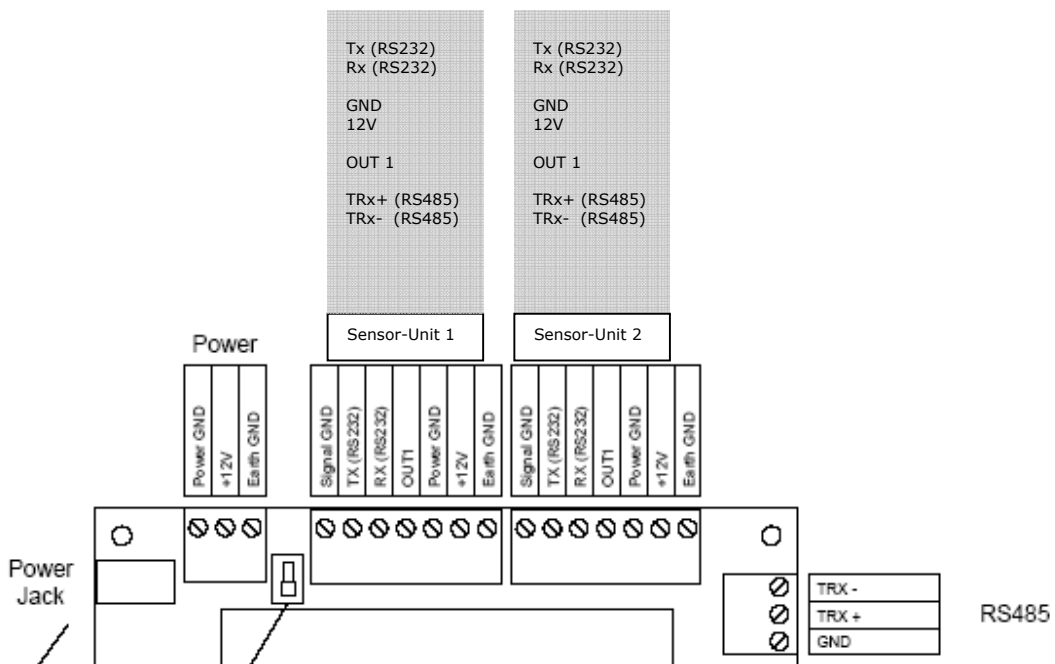 Tx (RS232)
Rx (RS232)
GND
12V
OUT 1
TRx+ (RS485)
TRx- (RS485)
Sensor-Unit 1
Tx (RS232)
Rx (RS232)
GND
12V
OUT 1
TRx+ (RS485)
TRx- (RS485)
Sensor-Unit 2
Power
Power GND
+12V
Earth GND
Signal GND
TX (RS232)
RX (RS232)
OUT1
Power GND
+12V
Earth GND
Signal GND
TX (RS232)
RX (RS232)
OUT1
Power GND
+12V
Earth GND
Power
Jack
TRX -
TRX +
GND
RS485